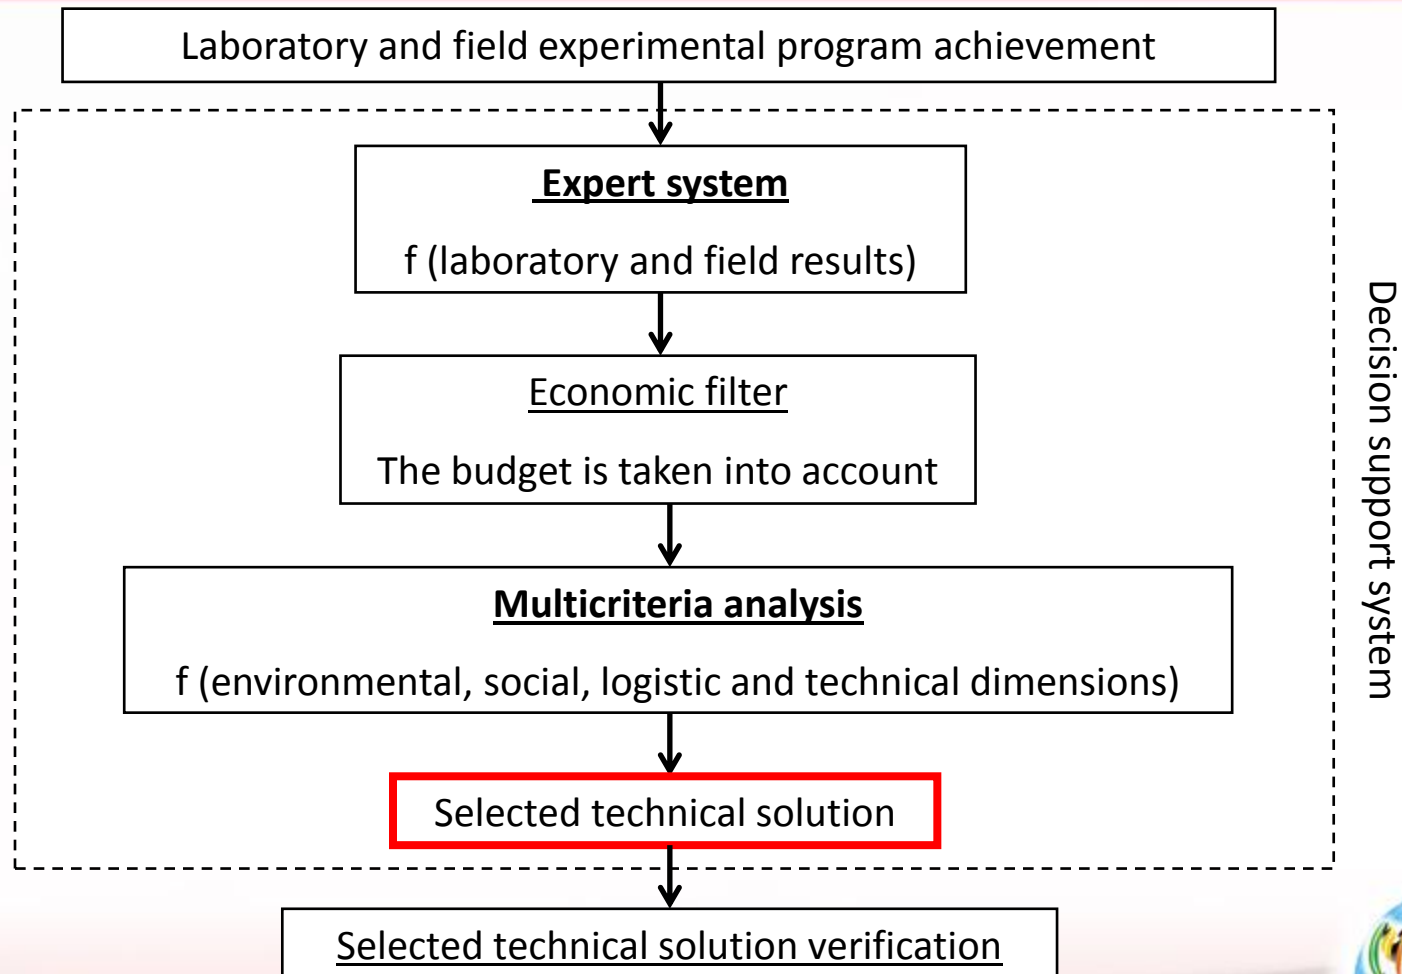 Laboratory and field experimental program achievement
Expert system
f (laboratory and field results)
Economic filter
The budget is taken into account
Multicriteria analysis
f (environmental, social, logistic and technical dimensions)
Selected technical solution
Decision support system
Selected technical solution verification